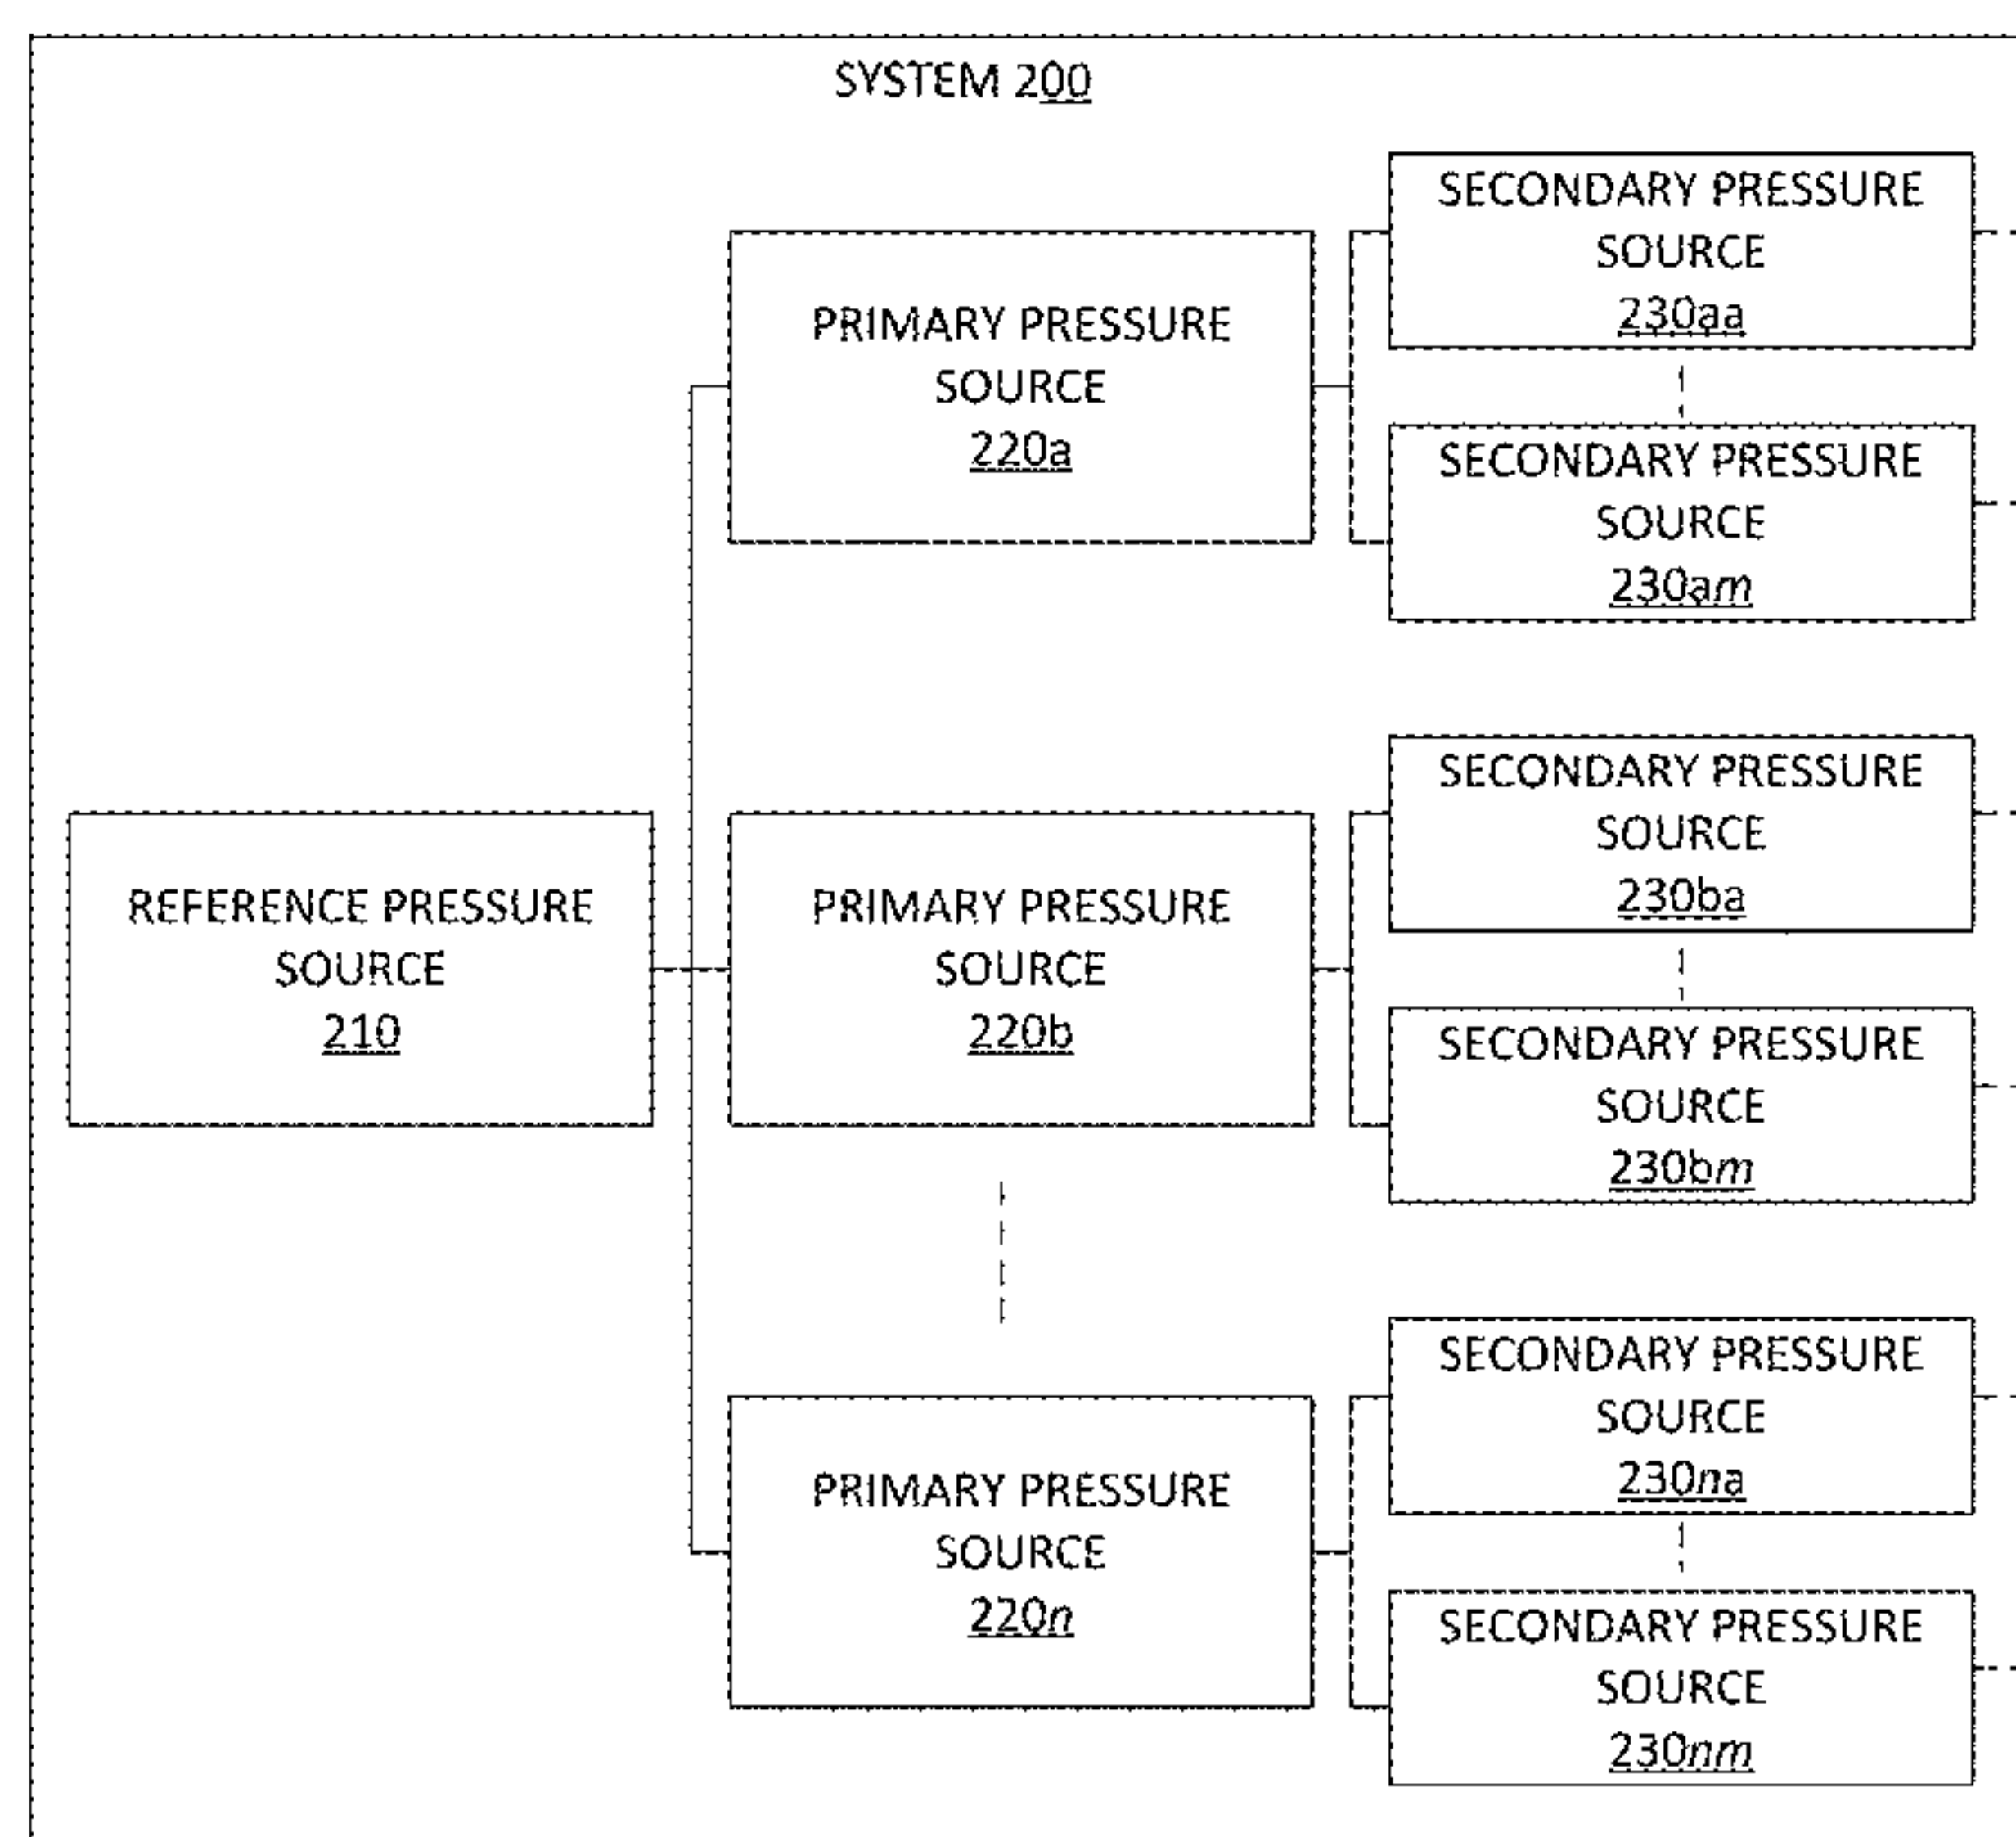 SYSTEM 200
REFERENCE PRESSURE
SOURCE
210
PRIMARY PRESSURE
SOURCE
220a
SECONDARY PRESSURE
SOURCE
230aa
SECONDARY PRESSURE
SOURCE
230am
PRIMARY PRESSURE
SOURCE
220b
SECONDARY PRESSURE
SOURCE
230ba
SECONDARY PRESSURE
SOURCE
230bm
PRIMARY PRESSURE
SOURCE
220n
SECONDARY PRESSURE
SOURCE
230na
SECONDARY PRESSURE
SOURCE
230nm